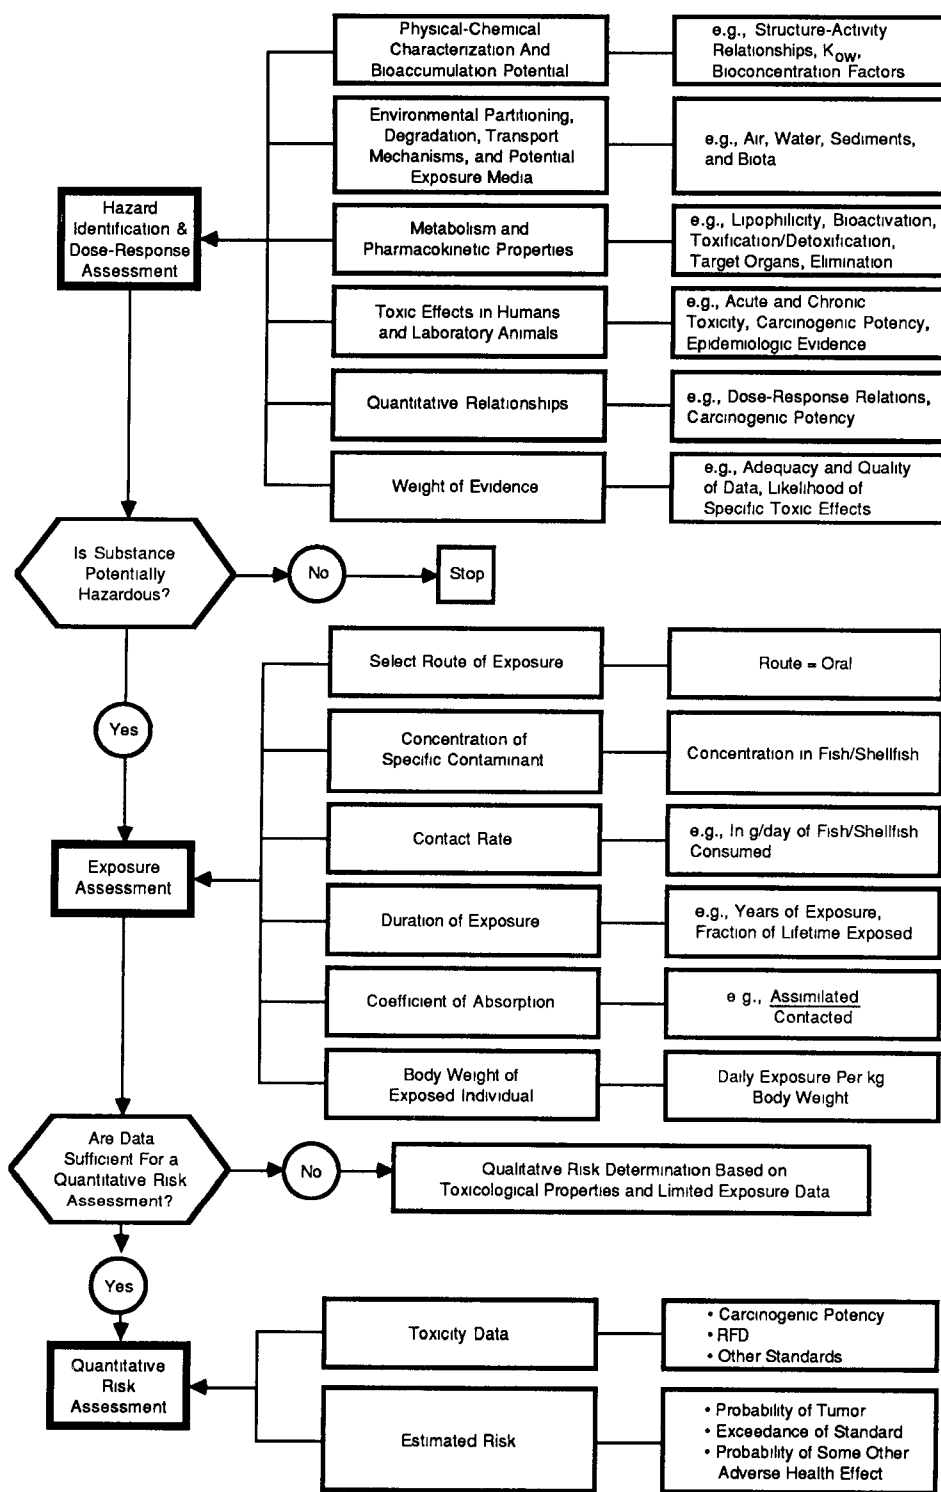 Physical-Chemical
Characterization And
Bioaccumulation Potential
e.g., Structure-Activity
Relationships, Kow,
Bioconcentration Factors
Environmental Partitioning,
Degradation, Transport
Mechanisms, and Potential
Exposure Media
e.g., Air, Water, Sediments,
and Biota
Hazard
Identification &
Dose-Response
Assessment
Metabolism and
Pharmacokinetic Properties
e.g., Lipophilicity, Bioactivation,
Toxification/Detoxification,
Target Organs, Elimination
Toxic Effects in Humans
and Laboratory Animals
e.g., Acute and Chronic
Toxicity, Carcinogenic Potency,
Epidemiologic Evidence
Quantitative Relationships
e.g., Dose-Response Relations,
Carcinogenic Potency
Weight of Evidence
e.g., Adequacy and Quality
of Data, Likelihood of
Specific Toxic Effects
Is Substance
Potentially
Hazardous?
No
Stop
Yes
Select Route of Exposure
Route = Oral
Concentration of
Specific Contaminant
Concentration in Fish/Shellfish
Contact Rate
e.g., In g/day of Fish/Shellfish
Consumed
Exposure
Assessment
Duration of Exposure
e.g., Years of Exposure,
Fraction of Lifetime Exposed
Coefficient of Absorption
e g., Assimilated
Contacted
Body Weight of
Exposed Individual
Daily Exposure Per kg
Body Weight
Are Data
Sufficient For a
Quantitative Risk
Assessment?
No
Qualitative Risk Determination Based on
Toxicological Properties and Limited Exposure Data
Yes
Toxicity Data
• Carcinogenic Potency
• RFD
• Other Standards
Quantitative
Risk
Assessment
Estimated Risk
• Probability of Tumor
• Exceedance of Standard
• Probability of Some Other
Adverse Health Effect